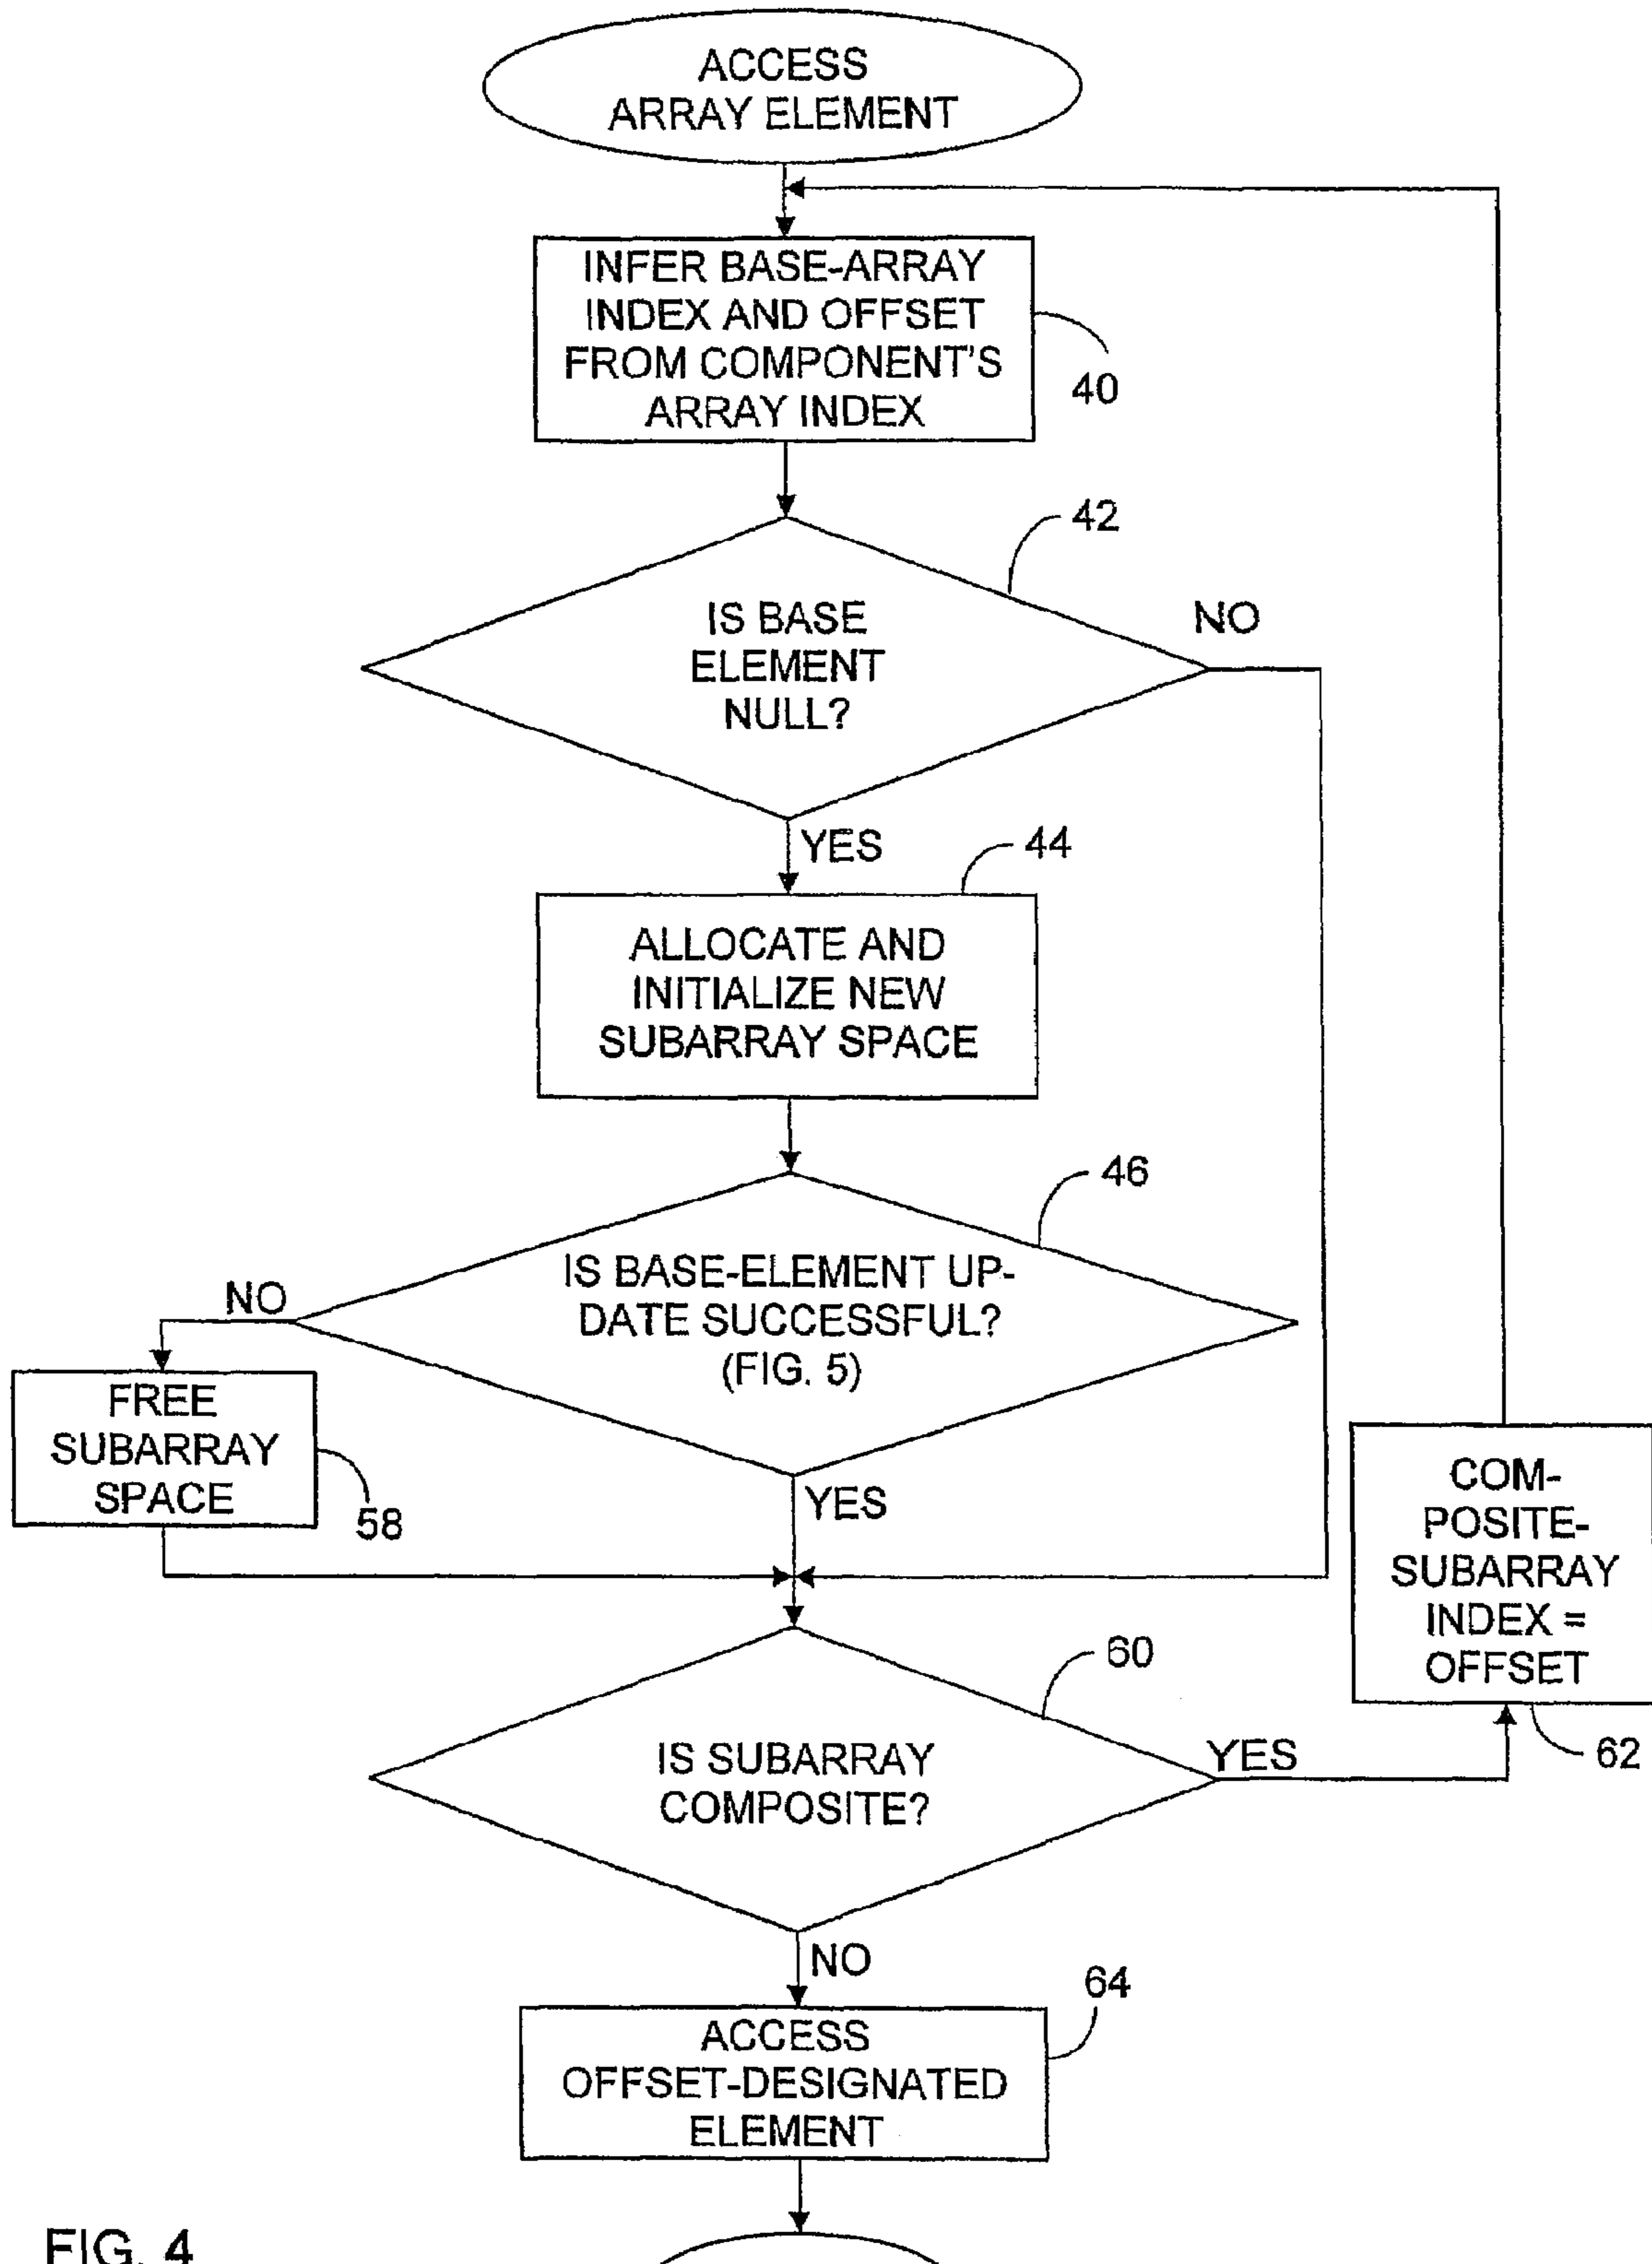 ACCESS
ARRAY ELEMENT
INFER BASE-ARRAY
INDEX AND OFFSET
FROM COMPONENT'S
ARRAY INDEX
40
42
IS BASE
ELEMENT
NULL?
NO
YES
44
ALLOCATE AND
INITIALIZE NEW
SUBARRAY SPACE
46
IS BASE-ELEMENT UP-
DATE SUCCESSFUL?
(FIG. 5)
NO
FREE
SUBARRAY
SPACE
58
YES
COM-
POSITE-
SUBARRAY
INDEX =
OFFSET
62
60
IS SUBARRAY
COMPOSITE?
YES
NO
64
ACCESS
OFFSET-DESIGNATED
ELEMENT
FIG. 4